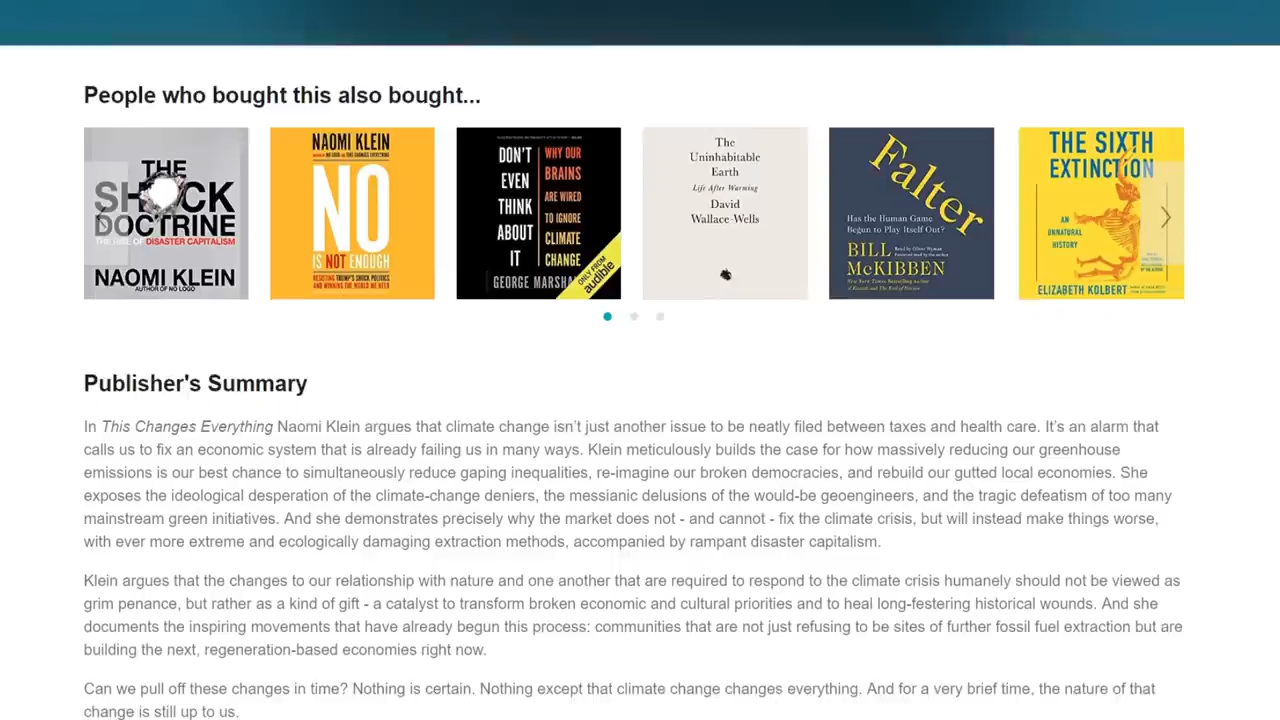 People who bought this also bought...
THE
SHOCK
DOCTRINE
THE RISE OF DISASTER CAPITALISM
NAOMI KLEIN
AUTHOR OF NO LOGO
NAOMI KLEIN
NO
IS NOT ENOUGH
RESISTING TRUMP'S SHOCK POLITICS
AND WINNING THE WORLD WE NEED
DON'T
EVEN
THINK
ABOUT
IT
WHY OUR
BRAINS
ARE WIRED
TO IGNORE
CLIMATE
CHANGE
GEORGE MARSHA
ONLY FROM
audible
The
Uninhabitable
Earth
Life After Warming
David
Wallace-Wells
Falter
Has the Human Game
Begun to Play Itself Out?
BILL
McKIBBEN
THE SIXTH
EXTINCTION
AN
UNNATURAL
HISTORY
ELIZABETH KOLBERT
Publisher's Summary
In This Changes Everything Naomi Klein argues that climate change isn’t just another issue to be neatly filed between taxes and health care. It’s an alarm that
calls us to fix an economic system that is already failing us in many ways. Klein meticulously builds the case for how massively reducing our greenhouse
emissions is our best chance to simultaneously reduce gaping inequalities, re-imagine our broken democracies, and rebuild our gutted local economies. She
exposes the ideological desperation of the climate-change deniers, the messianic delusions of the would-be geoengineers, and the tragic defeatism of too many
mainstream green initiatives. And she demonstrates precisely why the market does not - and cannot - fix the climate crisis, but will instead make things worse,
with ever more extreme and ecologically damaging extraction methods, accompanied by rampant disaster capitalism.
Klein argues that the changes to our relationship with nature and one another that are required to respond to the climate crisis humanely should not be viewed as
grim penance, but rather as a kind of gift - a catalyst to transform broken economic and cultural priorities and to heal long-festering historical wounds. And she
documents the inspiring movements that have already begun this process: communities that are not just refusing to be sites of further fossil fuel extraction but are
building the next, regeneration-based economies right now.
Can we pull off these changes in time? Nothing is certain. Nothing except that climate change changes everything. And for a very brief time, the nature of that
change is still up to us.